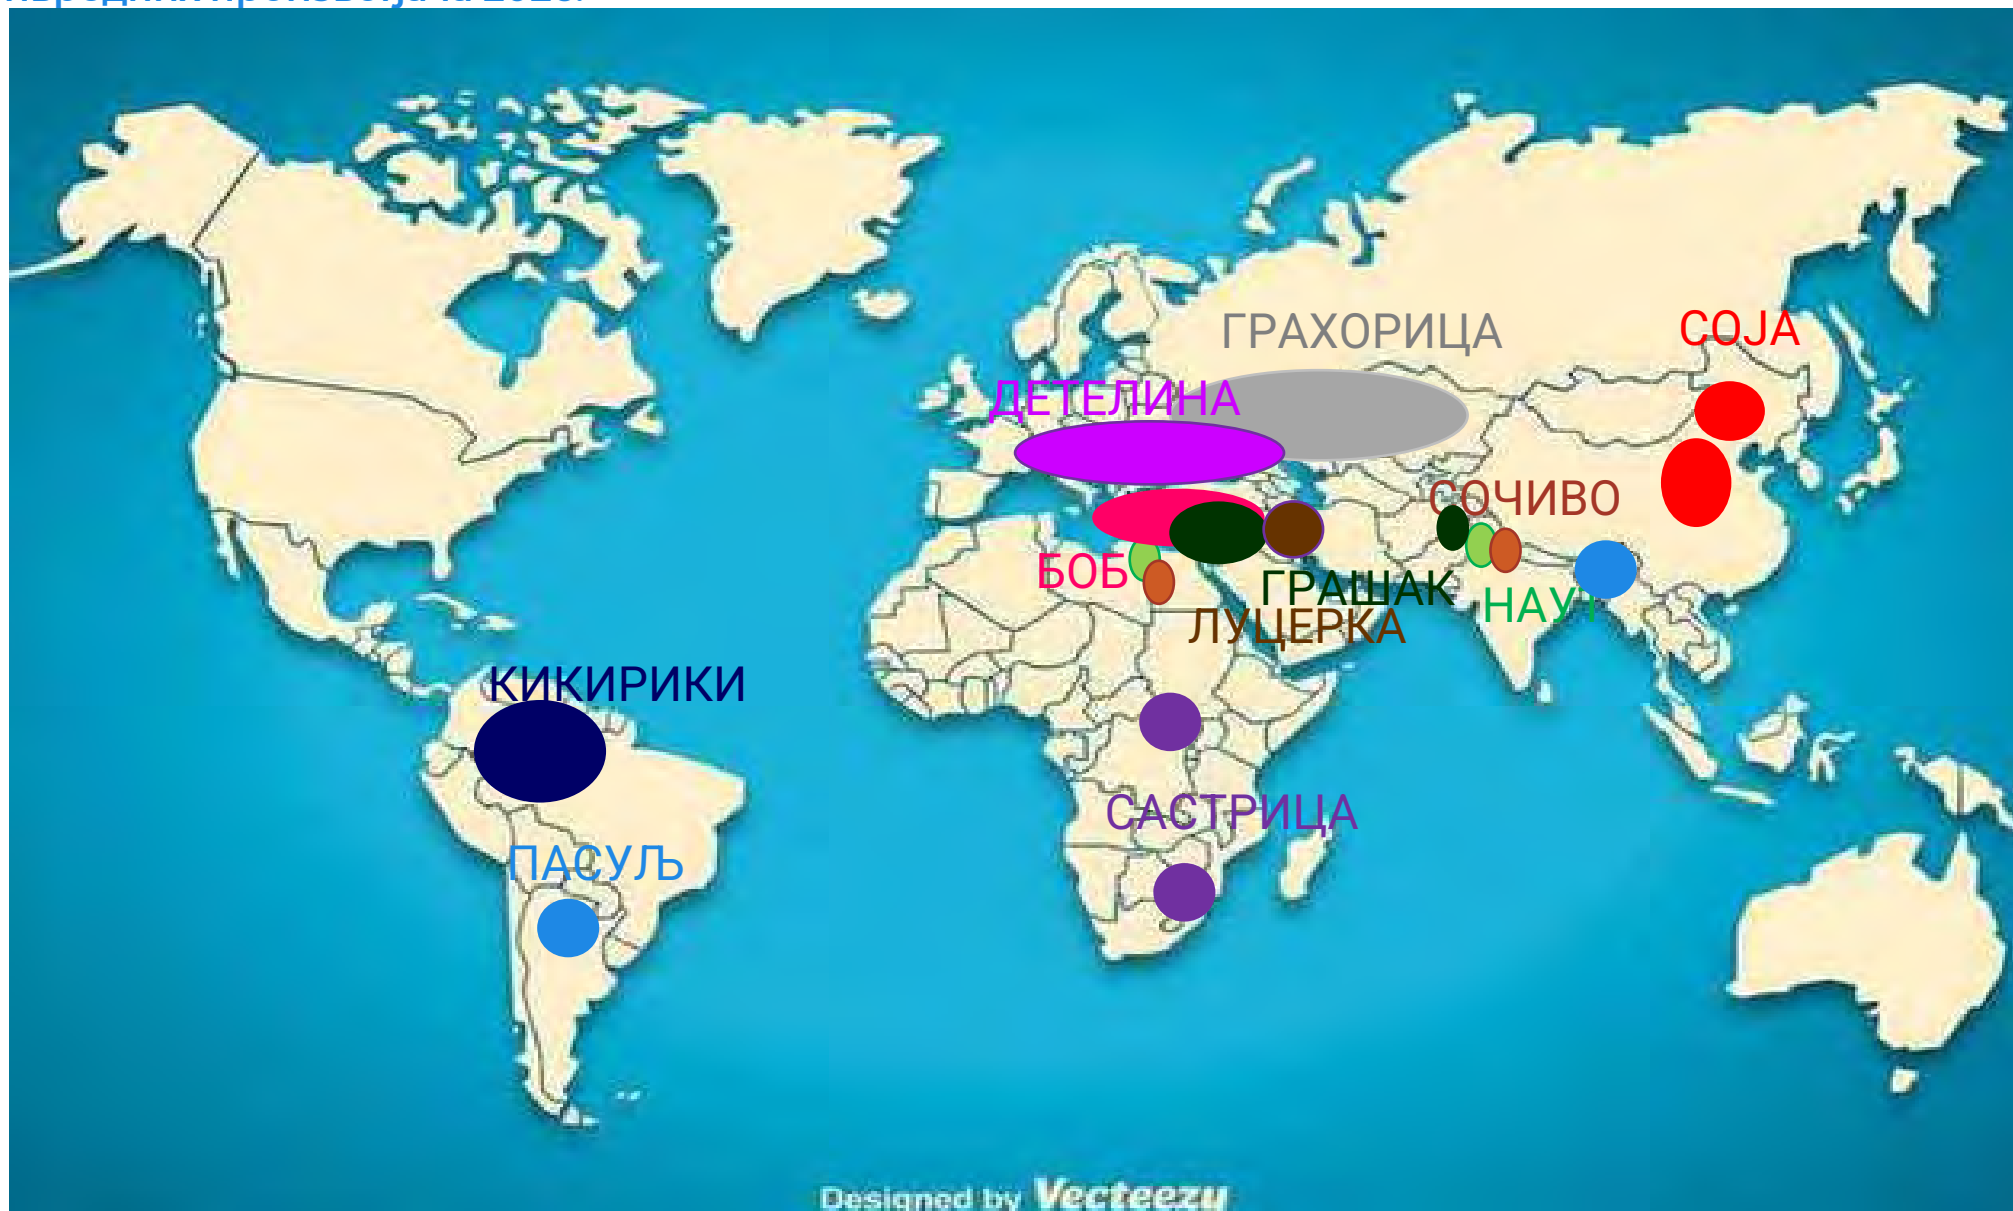 ГРАХОРИЦА
СОЈА
ДЕТЕЛИНА
СОЧИВО
БОБ
ГРАШАК
НАУТ
ЛУЦЕРКА
КИКИРИКИ
САСТРИЦА
ПАСУЉ
Designed by Vecteezy